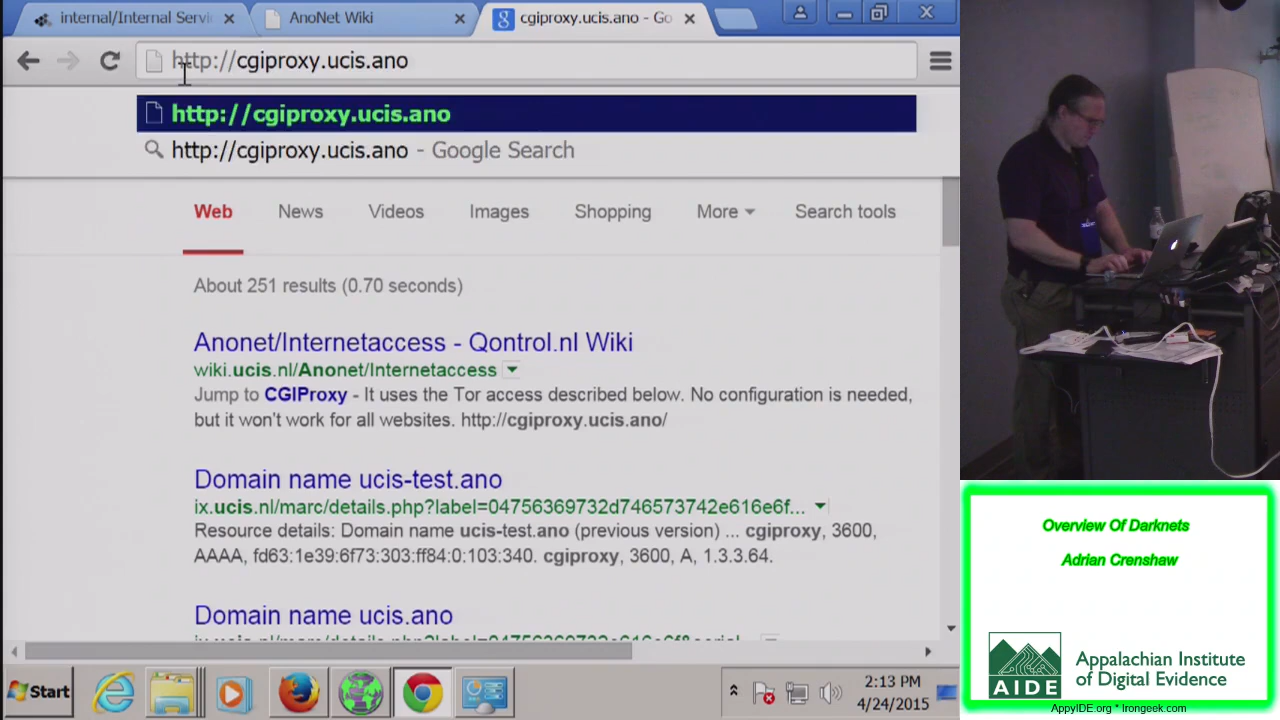 internal/Internal Servi
AnoNet Wiki
cgiproxy.ucis.ano - Go
http://cgiproxy.ucis.ano
http://cgiproxy.ucis.ano
http://cgiproxy.ucis.ano - Google Search
Web News Videos Images Shopping More Search tools
About 251 results (0.70 seconds)
Anonet/Internetaccess - Qontrol.nl Wiki
wiki.ucis.nl/Anonet/Internetaccess
Jump to CGIProxy - It uses the Tor access described below. No configuration is needed,
but it won't work for all websites. http://cgiproxy.ucis.ano/
Domain name ucis-test.ano
ix.ucis.nl/marc/details.php?label=04756369732d746573742e616e6f...
Resource details: Domain name ucis-test.ano (previous version) ... cgiproxy, 3600,
AAAA, fd63:1e39:6f73:303:ff84:0:103:340. cgiproxy, 3600, A, 1.3.3.64.
Domain name ucis.ano
Start
2:13 PM
4/24/2015
Overview Of Darknets
Adrian Crenshaw
AIDE
Appalachian Institute
of Digital Evidence
AppyIDE.org * Irongeek.com